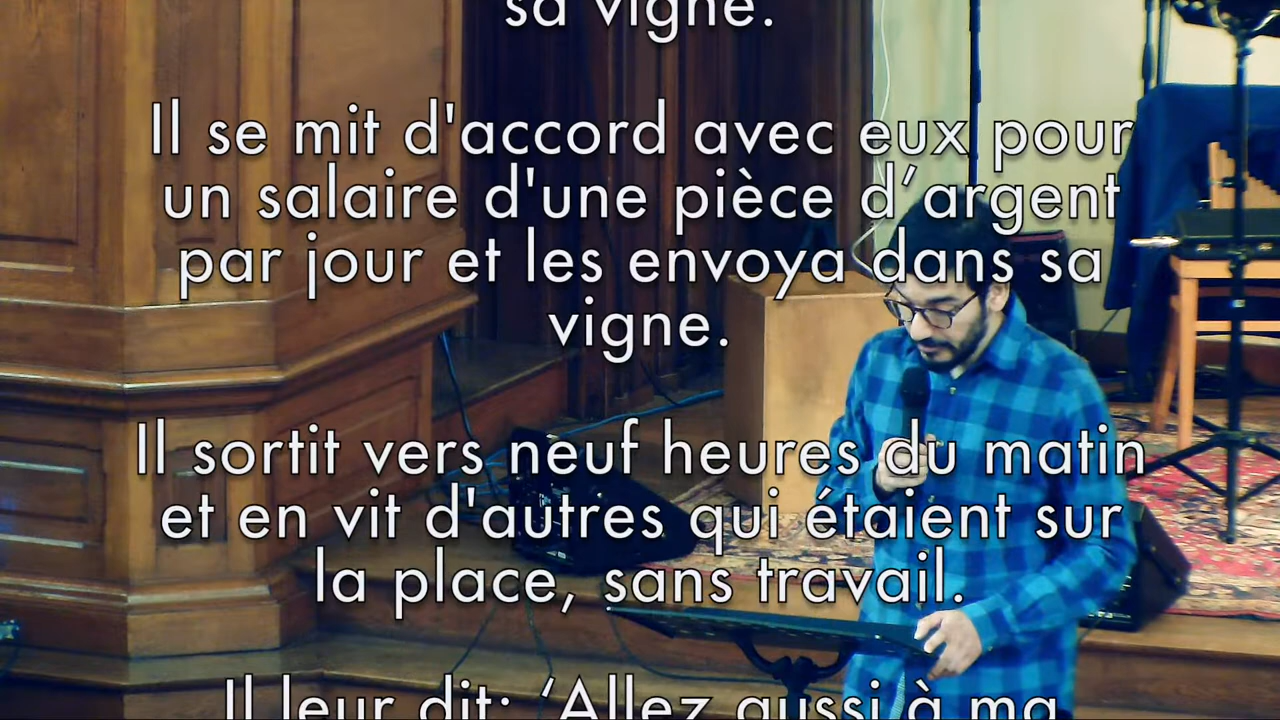 sa vigne.
Il se mit d'accord avec eux pour
un salaire d'une pièce d’argent
par jour et les envoya dans sa
vigne.
Il sortit vers neuf heures du matin
et en vit d'autres qui étaient sur
la place, sans travail.
Il leur dit: ‘Allez aussi à ma